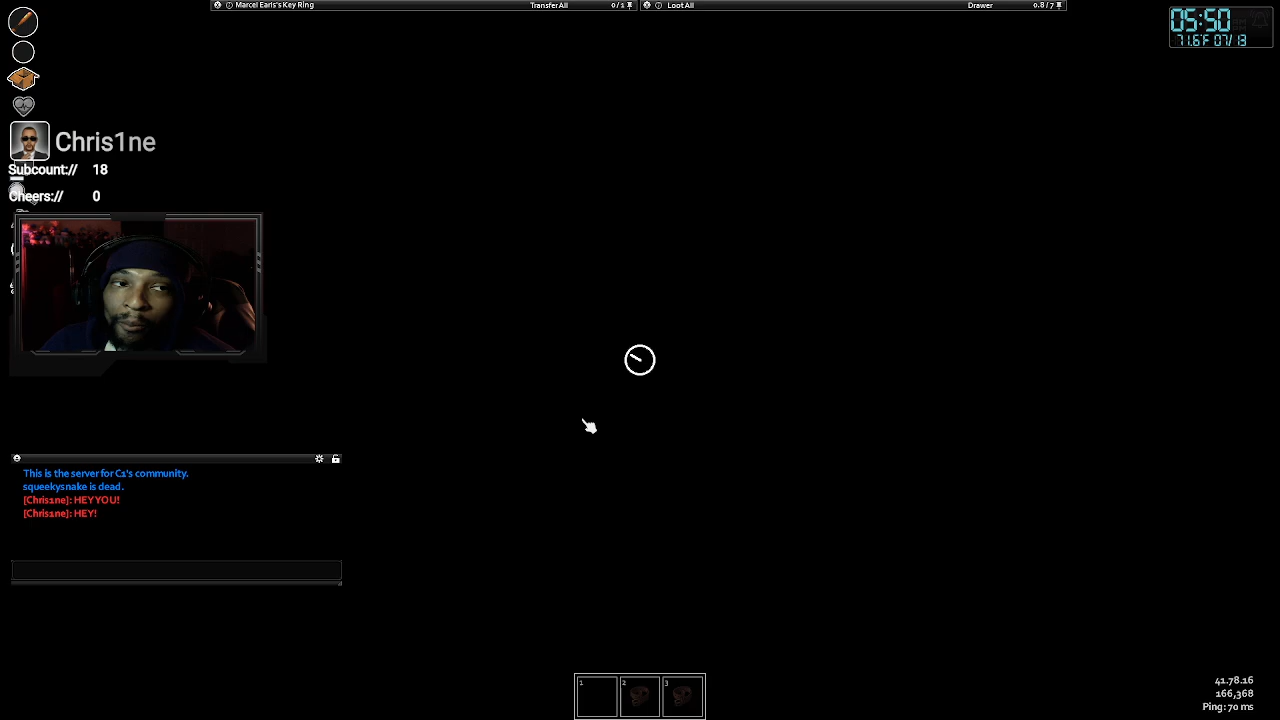 Marcel Earls's Key Ring
Transfer All
0 / 1
Loot All
Drawer
0.8 / 7
05:50
71.6°F 07/13
Chris1ne
Subcount:// 18
Cheers:// 0
This is the server for C1's community.
squeekysnake is dead.
[Chris1ne]: HEY YOU!
[Chris1ne]: HEY!
1 2 3
41.78.16
166,368
Ping: 70 ms